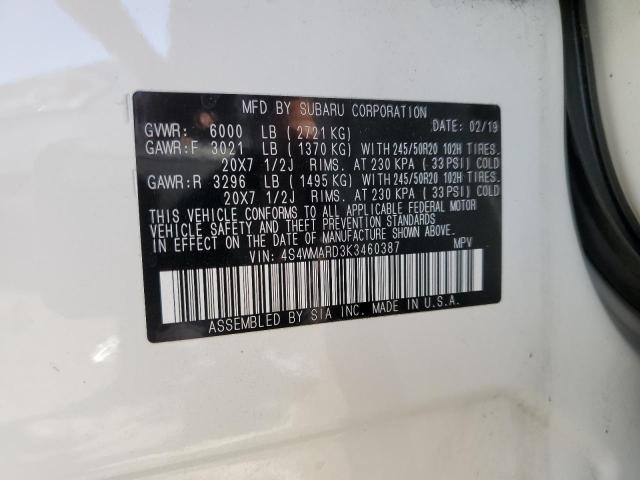 MFD BY SUBARU CORPORATION
GVWR: 6000 LB (2721 KG) DATE: 02/19
GAWR:F 3021 LB (1370 KG) WITH 245/50R20 102H TIRES.
20X7 1/2J RIMS. AT 230 KPA (33 PSI) COLD
GAWR:R 3296 LB (1495 KG) WITH 245/50R20 102H TIRES.
20X7 1/2J RIMS. AT 230 KPA (33 PSI) COLD
THIS VEHICLE CONFORMS TO ALL APPLICABLE FEDERAL MOTOR
VEHICLE SAFETY AND THEFT PREVENTION STANDARDS
IN EFFECT ON THE DATE OF MANUFACTURE SHOWN ABOVE.
VIN: 4S4WMARD3K3460387 MPV
ASSEMBLED BY SIA INC. MADE IN U.S.A.